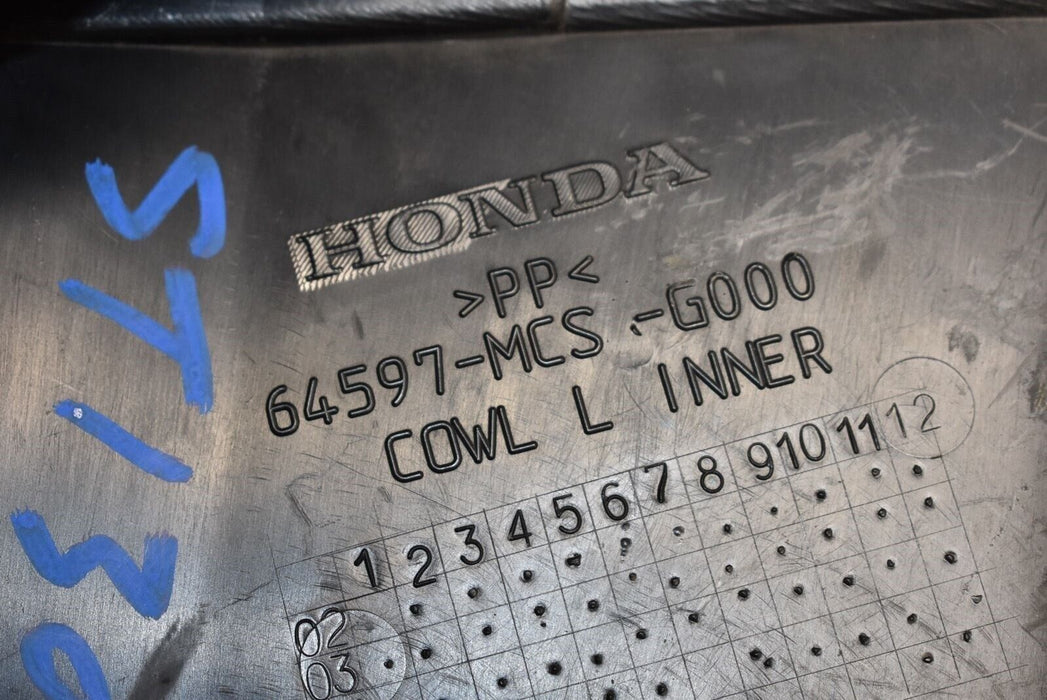 HONDA
>PP<
64597-MCS -G000
COWL L INNER
1 2 3 4 5 6 7 8 9 10 11 12
02
03